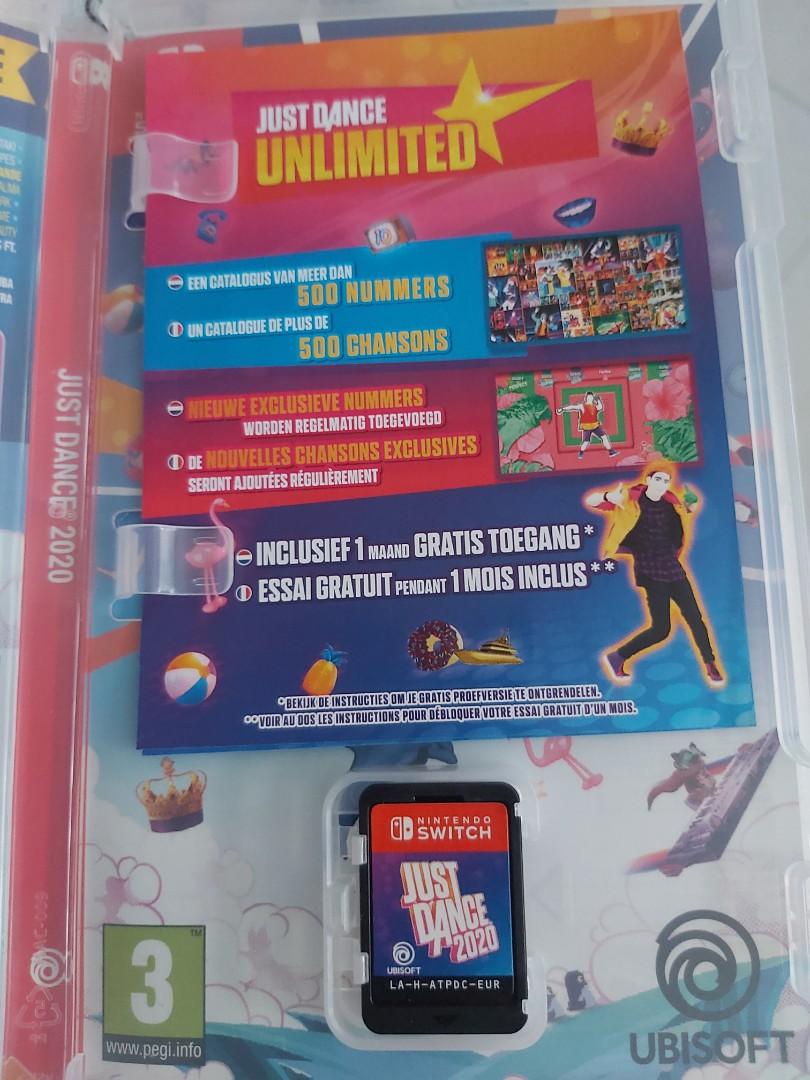 JUST DANCE
UNLIMITED
10
EEN CATALOGUS VAN MEER DAN
500 NUMMERS
UN CATALOGUE DE PLUS DE
500 CHANSONS
NIEUWE EXCLUSIEVE NUMMERS
WORDEN REGELMATIG TOEGEVOEGD
DE NOUVELLES CHANSONS EXCLUSIVES
SERONT AJOUTÉES RÉGULIÈREMENT
INCLUSIEF 1 MAAND GRATIS TOEGANG*
ESSAI GRATUIT PENDANT 1 MOIS INCLUS**
*BEKIJK DE INSTRUCTIES OM JE GRATIS PROEFVERSIE TE ONTGRENDELEN.
**VOIR AU DOS LES INSTRUCTIONS POUR DÉBLOQUER VOTRE ESSAI GRATUIT D'UN MOIS.
JUST DANCE® 2020
NINTENDO
SWITCH
JUST
DANCE
2020
UBISOFT
LA-H-ATPDC-EUR
3
TM
www.pegi.info
UBISOFT